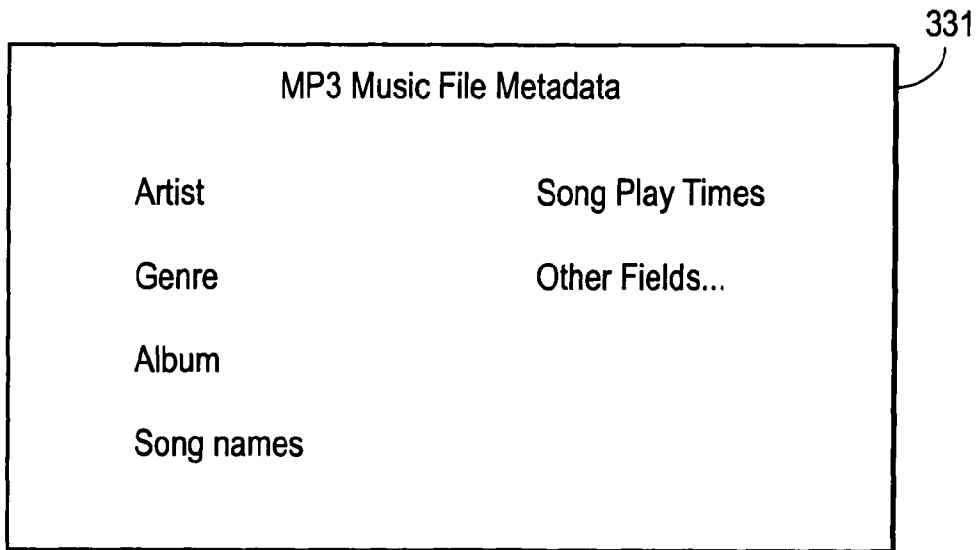 331
MP3 Music File Metadata
Artist
Genre
Album
Song names
Song Play Times
Other Fields...